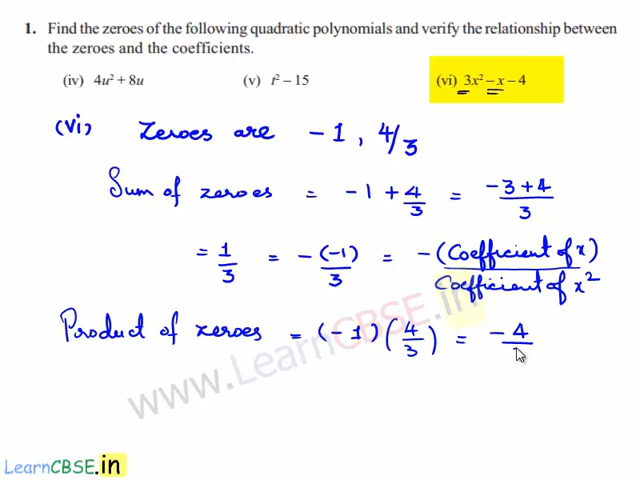 1. Find the zeroes of the following quadratic polynomials and verify the relationship between
the zeroes and the coefficients.
(iv) 4u² + 8u (v) t² – 15 (vi) 3x² – x – 4
(vi) Zeroes are -1, 4/3
Sum of zeroes = -1 + 4/3 = (-3+4)/3
= 1/3 = -(-1)/3 = -(Coefficient of x)/Coefficient of x²
Product of zeroes = (-1)(4/3) = -4/
www.LearnCBSE.in
LearnCBSE.in